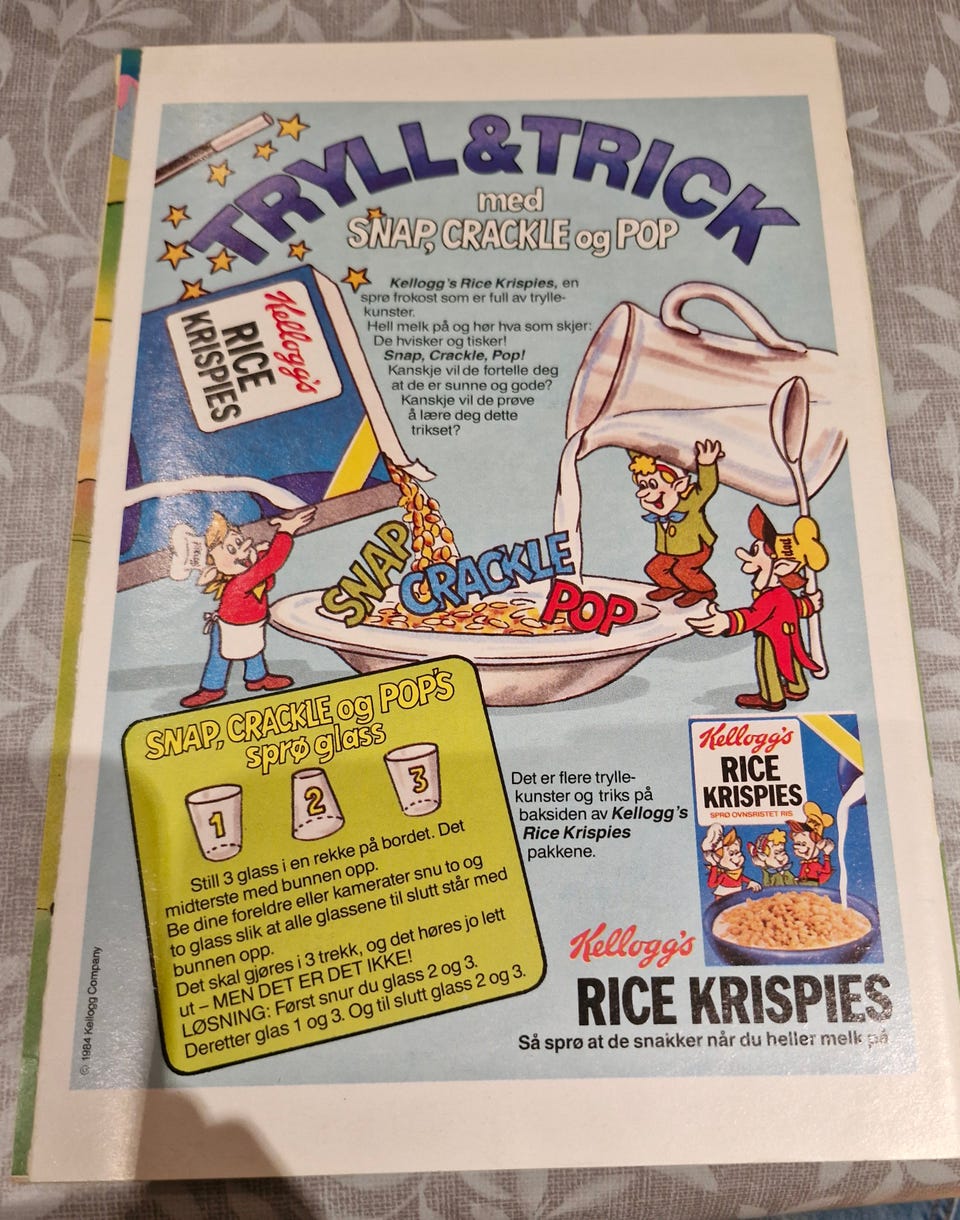 TRYLL & TRICK
med
SNAP, CRACKLE og POP
Kellogg's
RICE
KRISPIES
Kellogg's Rice Krispies, en
sprø frokost som er full av trylle-
kunster.
Hell melk på og hør hva som skjer:
De hvisker og tisker!
Snap, Crackle, Pop!
Kanskje vil de fortelle deg
at de er sunne og gode?
Kanskje vil de prøve
å lære deg dette
trikset?
SNAP
CRACKLE
POP
Pop!
SNAP, CRACKLE og POP'S
sprø glass
1
2
3
Still 3 glass i en rekke på bordet. Det
midterste med bunnen opp.
Be dine foreldre eller kamerater snu to og
to glass slik at alle glassene til slutt står med
bunnen opp.
Det skal gjøres i 3 trekk, og det høres jo lett
ut – MEN DET ER DET IKKE!
LØSNING: Først snur du glass 2 og 3.
Deretter glas 1 og 3. Og til slutt glass 2 og 3.
Det er flere trylle-
kunster og triks på
baksiden av Kellogg's
Rice Krispies
pakkene.
Kellogg's
RICE
KRISPIES
SPRØ OVNSRISTET RIS
Kellogg's
RICE KRISPIES
Så sprø at de snakker når du heller melk på
© 1984 Kellogg Company